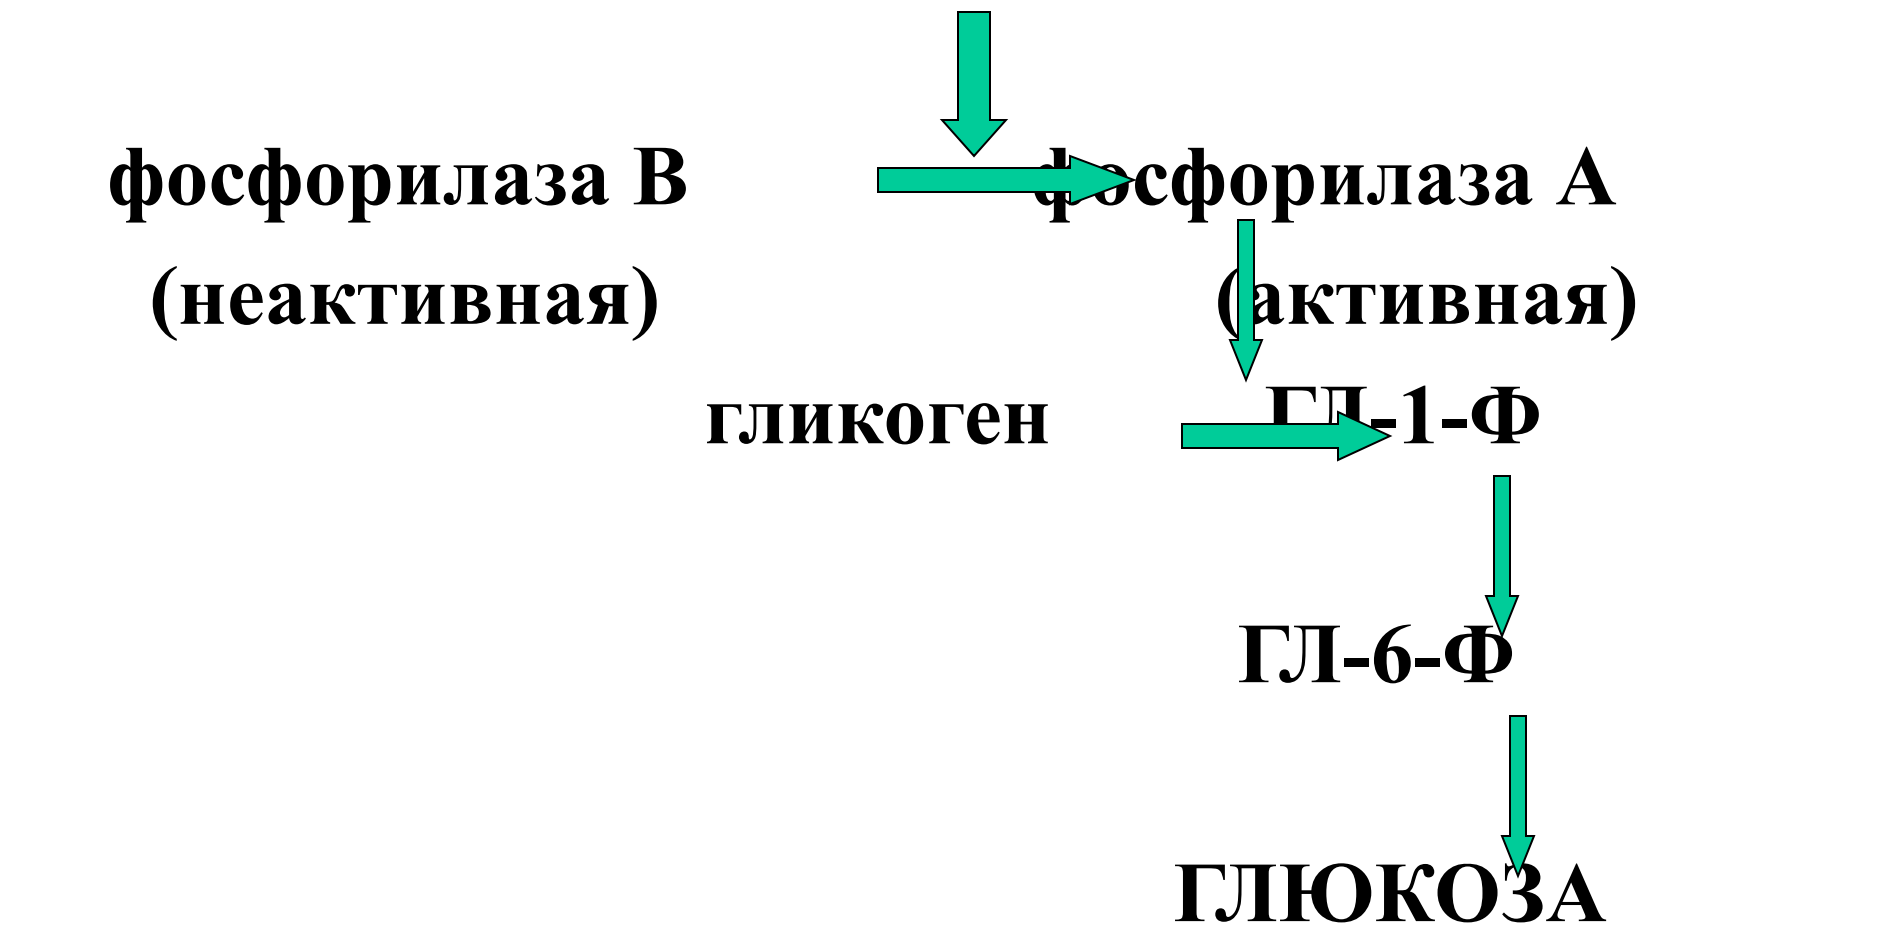 фосфорилаза В фосфорилаза А
(неактивная) (активная)
гликоген ГЛ-1-Ф
ГЛ-6-Ф
ГЛЮКОЗА